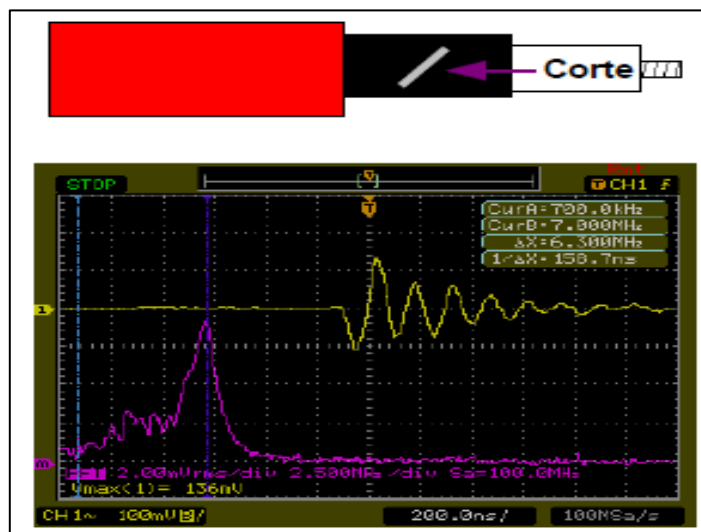 Corte
STOP
CH1
CurA=700.0kHz
CurB=7.000MHz
ΔX=6.300MHz
1/ΔX=158.7ns
1
2.00mVrms/div 2.500MHz/div Sa=100.0MHz
Vmax(1)= 136mV
CH1~ 100mV/ 200.0ns/ 100MSa/s